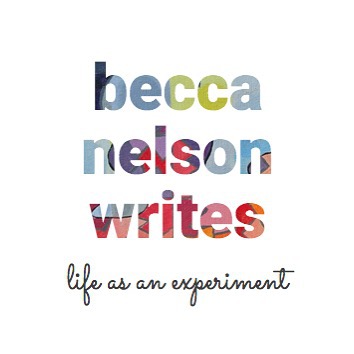 becca
nelson
writes
life as an experiment